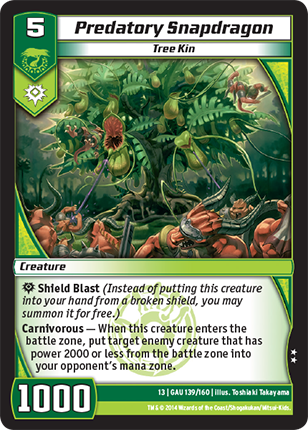 5 Predatory Snapdragon
Tree Kin
Creature
Shield Blast (Instead of putting this creature
into your hand from a broken shield, you may
summon it for free.)
Carnivorous — When this creature enters the
battle zone, put target enemy creature that has
power 2000 or less from the battle zone into
your opponent's mana zone.
1000
13 | GAU 139/160 | Illus. Toshiaki Takayama
TM & © 2014 Wizards of the Coast/Shogakukan/Mitsui-Kids.